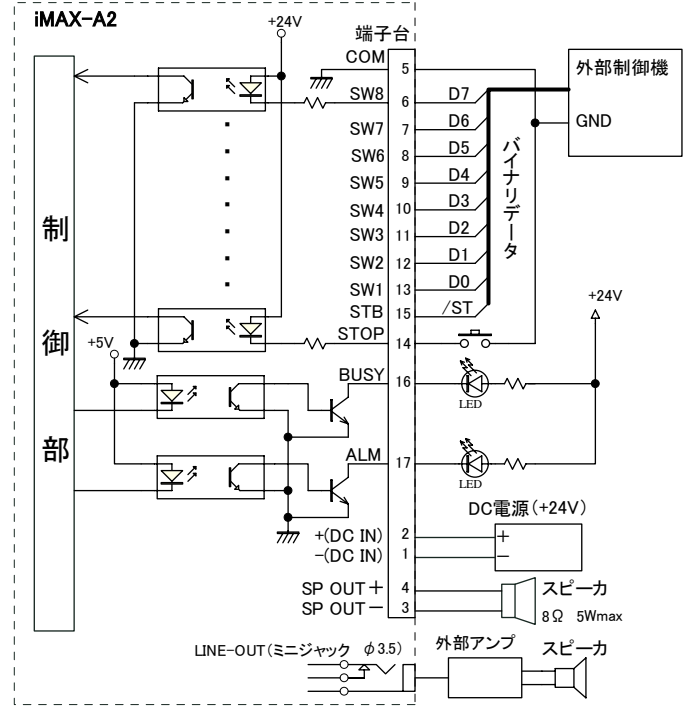 iMAX-A2
+24V
端子台
COM 5
外部制御機
SW8 6 D7
GND
SW7 7 D6
SW6 8 D5
SW5 9 D4
SW4 10 D3
SW3 11 D2
SW2 12 D1
SW1 13 D0
バイナリデータ
STB 15 /ST
+24V
STOP 14
制御部
+5V
BUSY 16
LED
ALM 17
LED
DC電源(+24V)
+(DC IN) 2 +
-(DC IN) 1 -
SP OUT+ 4 スピーカ
SP OUT- 3
8Ω 5Wmax
LINE-OUT(ミニジャック φ3.5)
外部アンプ
スピーカ